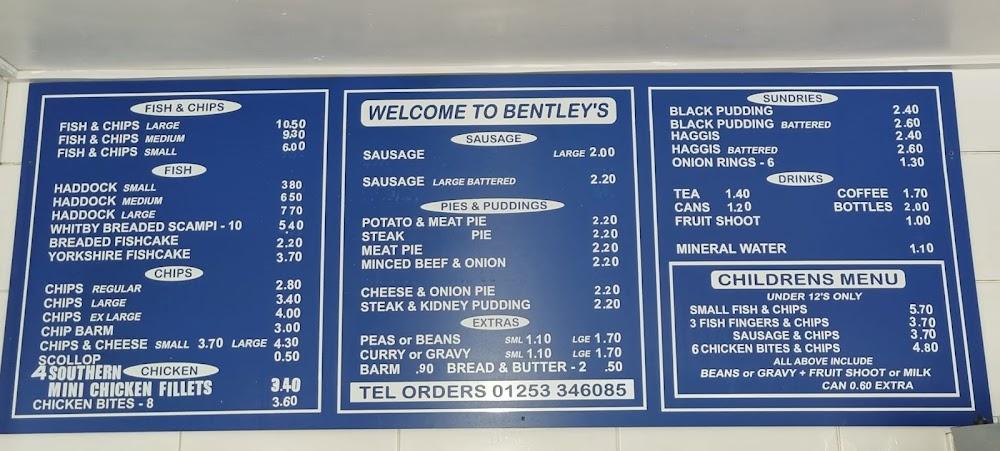 FISH & CHIPS
FISH & CHIPS LARGE 10.50
FISH & CHIPS MEDIUM 9.30
FISH & CHIPS SMALL 6.00
FISH
HADDOCK SMALL 3 80
HADDOCK MEDIUM 6 50
HADDOCK LARGE 7 70
WHITBY BREADED SCAMPI - 10 5 40
BREADED FISHCAKE 2.20
YORKSHIRE FISHCAKE 3.70
CHIPS
CHIPS REGULAR 2.80
CHIPS LARGE 3.40
CHIPS EX LARGE 4.00
CHIP BARM 3.00
CHIPS & CHEESE SMALL 3.70 LARGE 4.30
SCOLLOP 0.50
4 SOUTHERN CHICKEN
MINI CHICKEN FILLETS 3.40
CHICKEN BITES - 8 3.60
WELCOME TO BENTLEY'S
SAUSAGE
SAUSAGE LARGE 2.00
SAUSAGE LARGE BATTERED 2.20
PIES & PUDDINGS
POTATO & MEAT PIE 2.20
STEAK PIE 2.20
MEAT PIE 2.20
MINCED BEEF & ONION 2.20
CHEESE & ONION PIE 2.20
STEAK & KIDNEY PUDDING 2.20
EXTRAS
PEAS or BEANS SML 1.10 LGE 1.70
CURRY or GRAVY SML 1.10 LGE 1.70
BARM .90 BREAD & BUTTER - 2 .50
TEL ORDERS 01253 346085
SUNDRIES
BLACK PUDDING 2.40
BLACK PUDDING BATTERED 2.60
HAGGIS 2.40
HAGGIS BATTERED 2.60
ONION RINGS - 6 1.30
DRINKS
TEA 1.40 COFFEE 1.70
CANS 1.20 BOTTLES 2.00
FRUIT SHOOT 1.00
MINERAL WATER 1.10
CHILDRENS MENU
UNDER 12'S ONLY
SMALL FISH & CHIPS 5.70
3 FISH FINGERS & CHIPS 3.70
SAUSAGE & CHIPS 3.70
6 CHICKEN BITES & CHIPS 4.80
ALL ABOVE INCLUDE
BEANS or GRAVY + FRUIT SHOOT or MILK
CAN 0.60 EXTRA